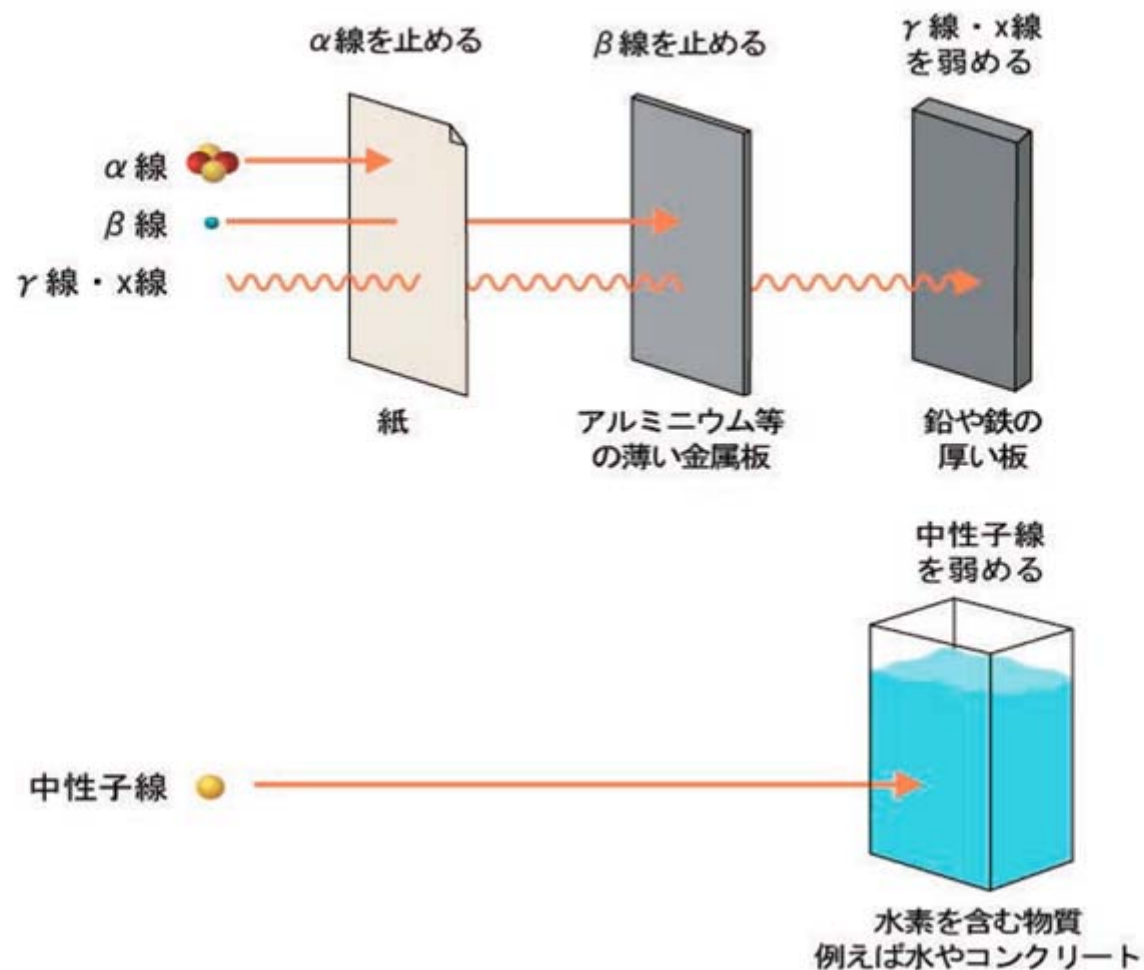 α線を止める
β線を止める
γ線・x線
を弱める
α線
β線
γ線・x線
紙
アルミニウム等
の薄い金属板
鉛や鉄の
厚い板
中性子線
を弱める
中性子線
水素を含む物質
例えば水やコンクリート